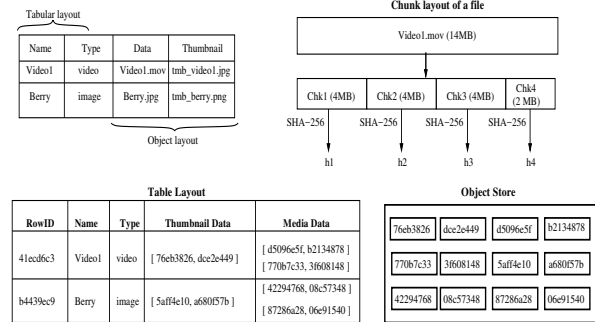 Tabular layout
Name Type Data Thumbnail
Video1 video Video1.mov tmb_video1.jpg
Berry image Berry.jpg tmb_berry.png
Object layout
Chunk layout of a file
Video1.mov (14MB)
Chk1 (4MB) Chk2 (4MB) Chk3 (4MB) Chk4 (2 MB)
SHA−256 SHA−256 SHA−256 SHA−256
h1 h2 h3 h4
Table Layout
RowID Name Type Thumbnail Data Media Data
41ecd6c3 Video1 video [ 76eb3826, dce2e449 ] [ d5096e5f, b2134878 ]
[ 770b7c33, 3f608148 ]
b4439ec9 Berry image [ 5aff4e10, a680f57b ] [ 42294768, 08c57348 ]
[ 87286a28, 06e91540 ]
Object Store
76eb3826 dce2e449 d5096e5f b2134878
770b7c33 3f608148 5aff4e10 a680f57b
42294768 08c57348 87286a28 06e91540